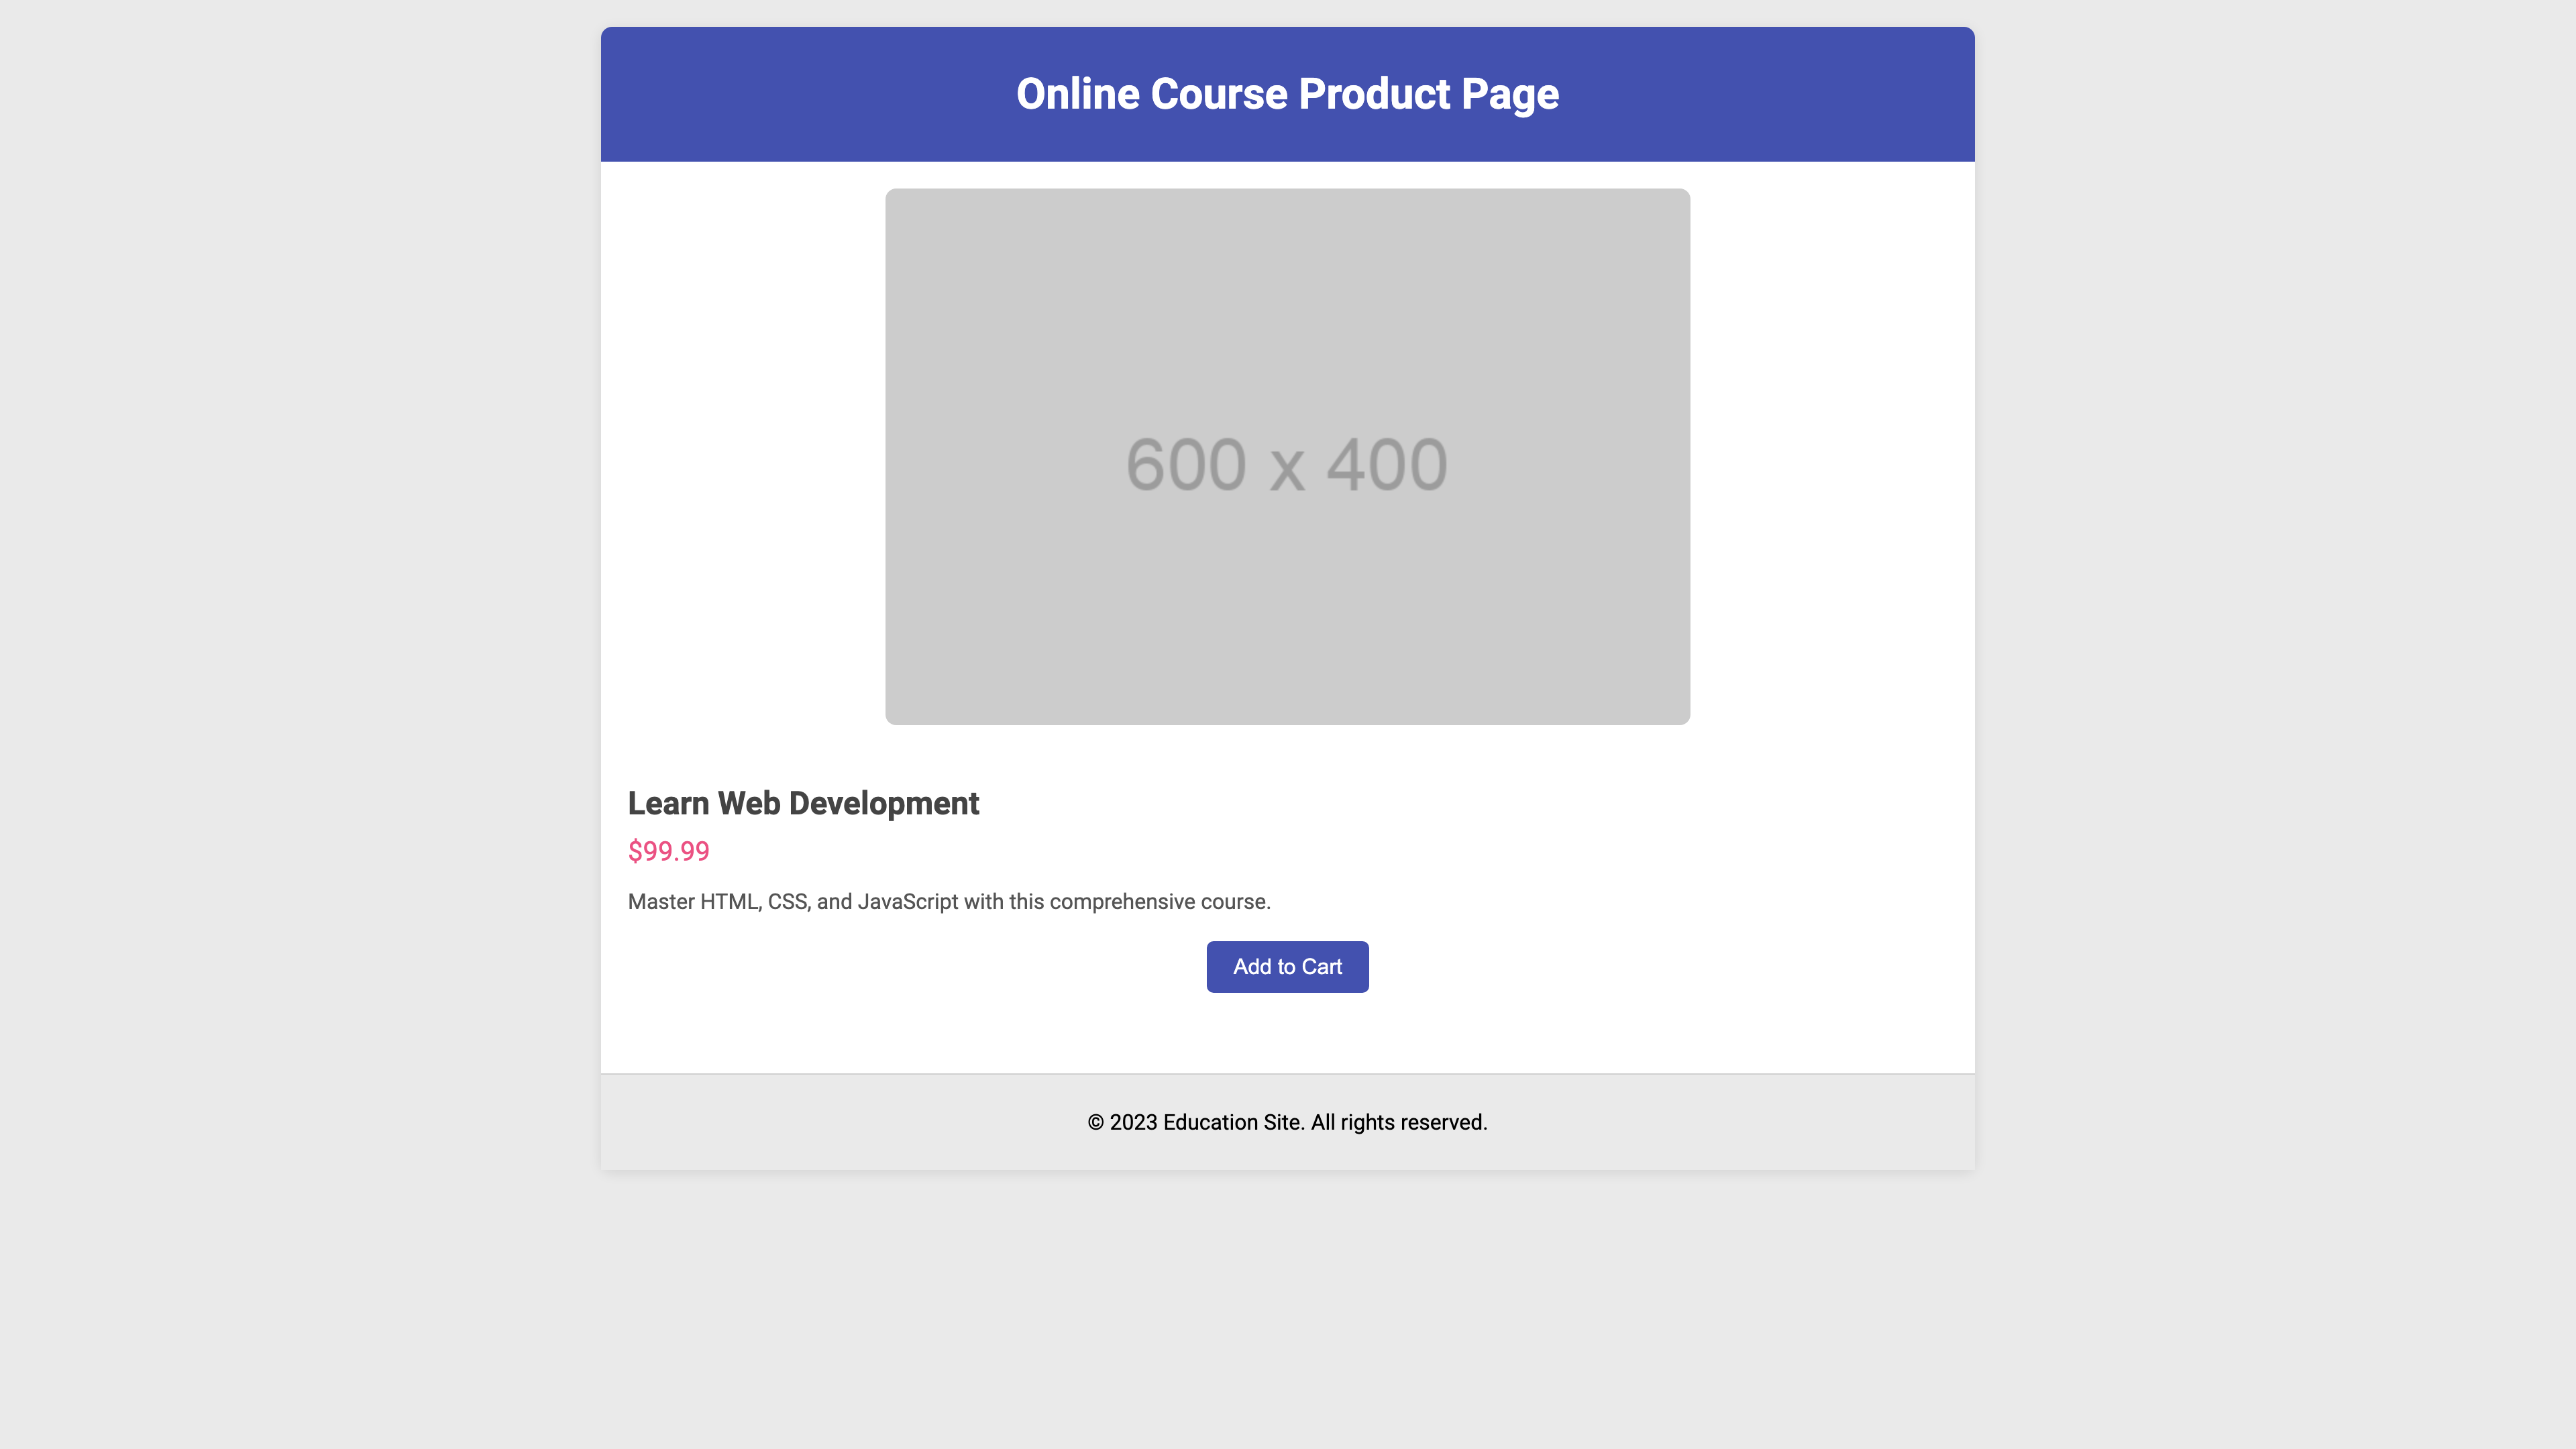 Online Course Product Page
600 x 400
Learn Web Development
$99.99
Master HTML, CSS, and JavaScript with this comprehensive course.
Add to Cart
© 2023 Education Site. All rights reserved.